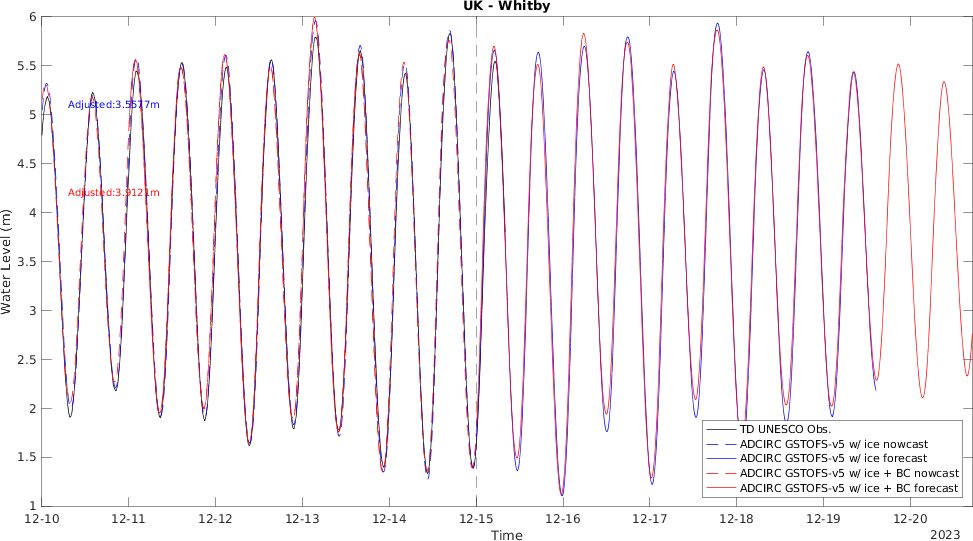 UK - Whitby
6
5.5
5
4.5
4
3.5
3
2.5
2
1.5
1
Water Level (m)
Adjusted:3.5577m
Adjusted:3.9121m
TD UNESCO Obs.
ADCIRC GSTOFS-v5 w/ ice nowcast
ADCIRC GSTOFS-v5 w/ ice forecast
ADCIRC GSTOFS-v5 w/ ice + BC nowcast
ADCIRC GSTOFS-v5 w/ ice + BC forecast
12-10 12-11 12-12 12-13 12-14 12-15 12-16 12-17 12-18 12-19 12-20
Time
2023